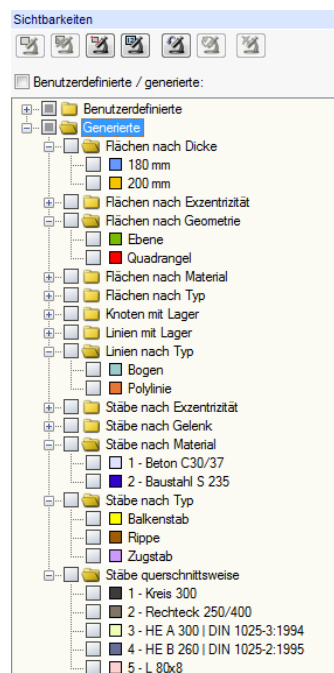 Sichtbarkeiten
Benutzerdefinierte / generierte:
Benutzerdefinierte
Generierte
Flächen nach Dicke
180 mm
200 mm
Flächen nach Exzentrizität
Flächen nach Geometrie
Ebene
Quadrangel
Flächen nach Material
Flächen nach Typ
Knoten mit Lager
Linien mit Lager
Linien nach Typ
Bogen
Polylinie
Stäbe nach Exzentrizität
Stäbe nach Gelenk
Stäbe nach Material
1 - Beton C30/37
2 - Baustahl S 235
Stäbe nach Typ
Balkenstab
Rippe
Zugstab
Stäbe querschnittsweise
1 - Kreis 300
2 - Rechteck 250/400
3 - HE A 300 | DIN 1025-3:1994
4 - HE B 260 | DIN 1025-2:1995
5 - L 80x8